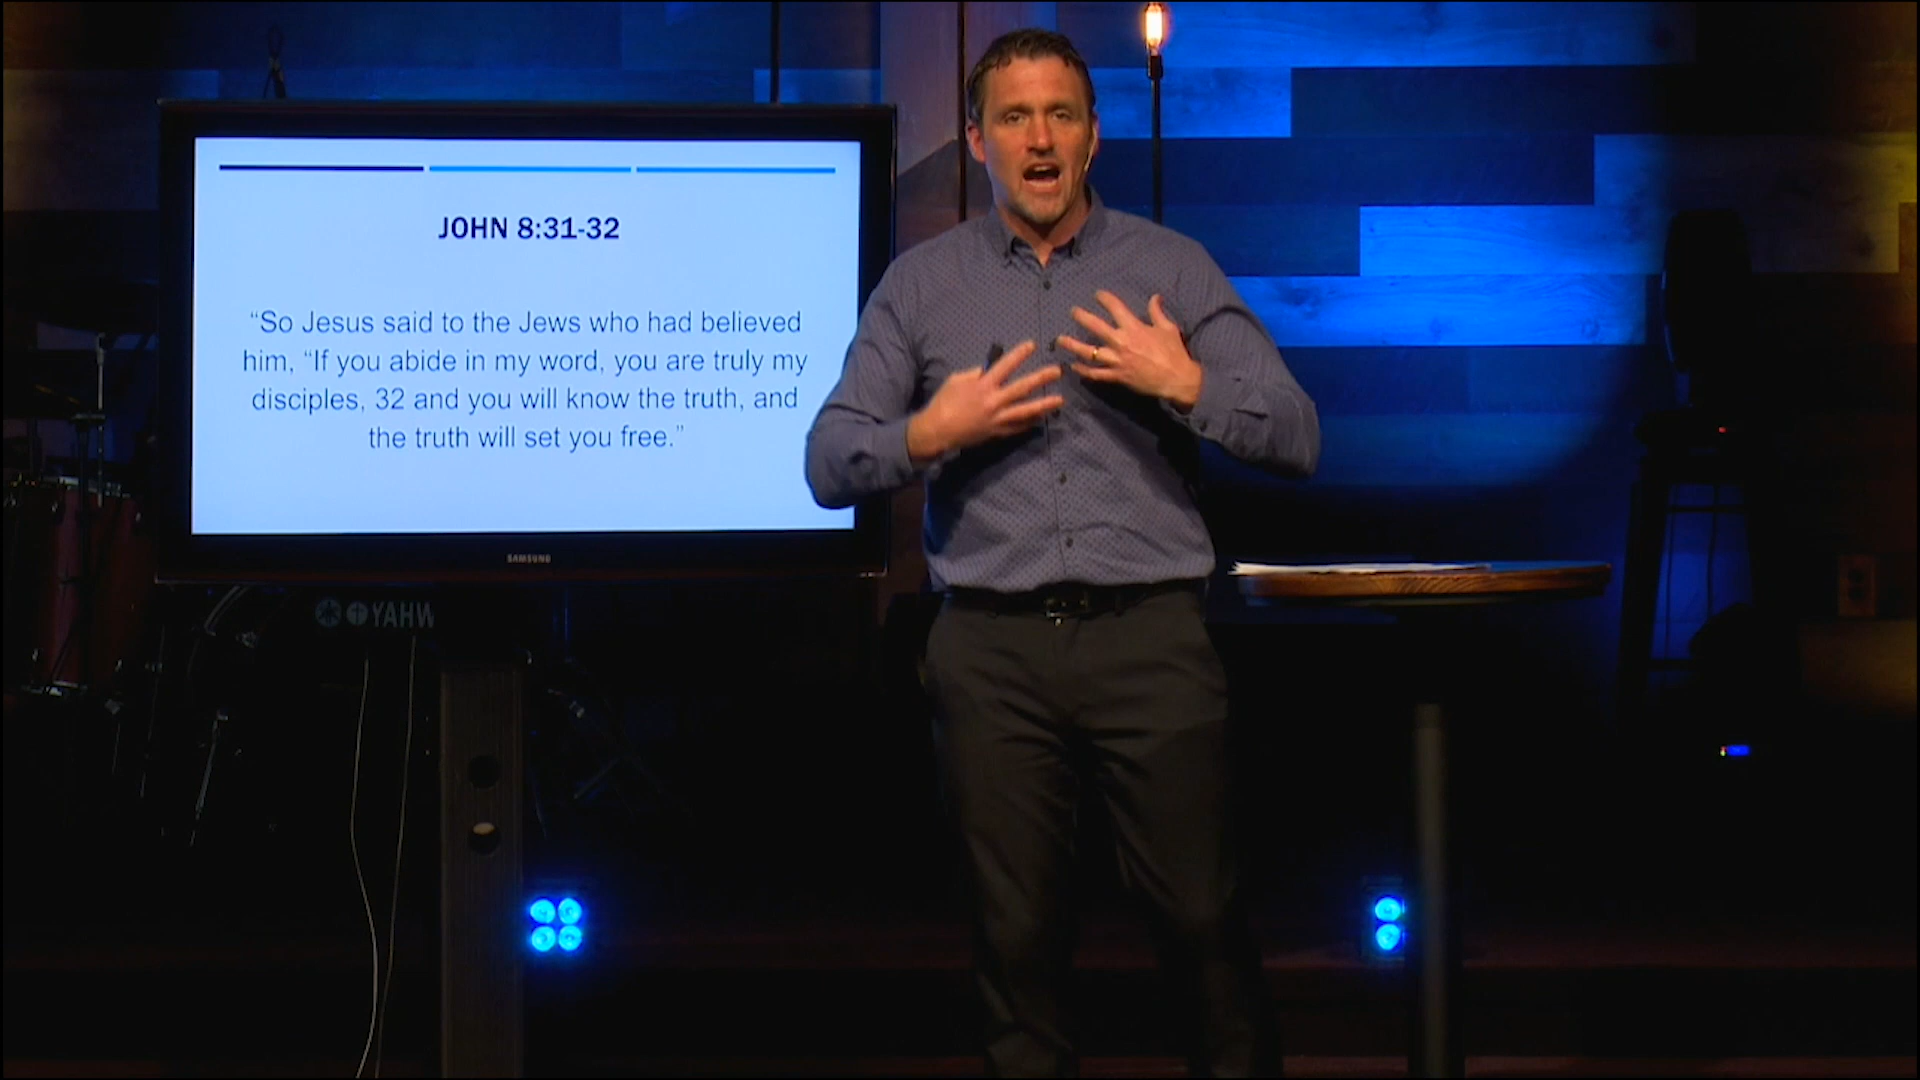 JOHN 8:31-32
“So Jesus said to the Jews who had believed
him, “If you abide in my word, you are truly my
disciples, 32 and you will know the truth, and
the truth will set you free.”
SAMSUNG
YAHW